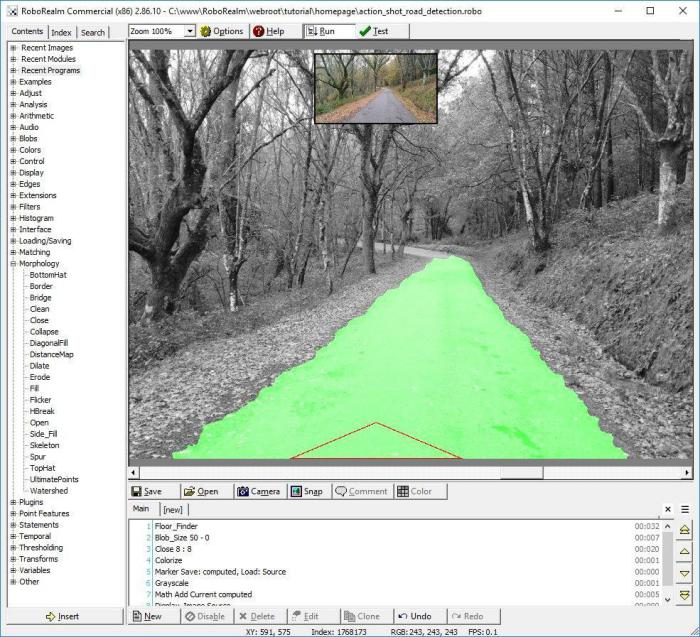 RoboRealm Commercial (x86) 2.86.10 - C:\www\RoboRealm\webroot\tutorial\homepage\action_shot_road_detection.robo
Contents Index Search
Zoom 100% Options Help Run Test
Recent Images
Recent Modules
Recent Programs
Examples
Adjust
Analysis
Arithmetic
Audio
Blobs
Colors
Control
Display
Edges
Extensions
Filters
Histogram
Interface
Loading/Saving
Matching
Morphology
BottomHat
Border
Bridge
Clean
Close
Collapse
DiagonalFill
DistanceMap
Dilate
Erode
Fill
Flicker
HBreak
Open
Side_Fill
Skeleton
Spur
TopHat
UltimatePoints
Watershed
Plugins
Point Features
Statements
Temporal
Thresholding
Transforms
Variables
Other
Insert
Save Open Camera Snap Comment Color
Main [new]
1 Floor_Finder 00:032
2 Blob_Size 50 - 0 00:007
3 Close 8 : 8 00:020
4 Colorize 00:001
5 Marker Save: computed, Load: Source 00:000
6 Grayscale 00:001
7 Math Add Current computed 00:005
8 Display_Image Source 00:000
New Disable Delete Edit Clone Undo Redo
XY: 591, 575 Index: 1768173 RGB: 243, 243, 243 FPS: 0.1